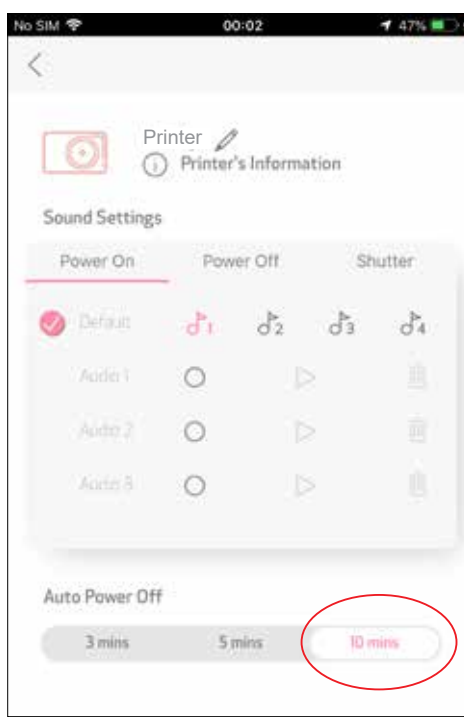 No SIM 00:02 47%
Printer
Printer's Information
Sound Settings
Power On Power Off Shutter
Default 1 2 3 4
Audio 1
Audio 2
Audio 3
Auto Power Off
3 mins 5 mins 10 mins